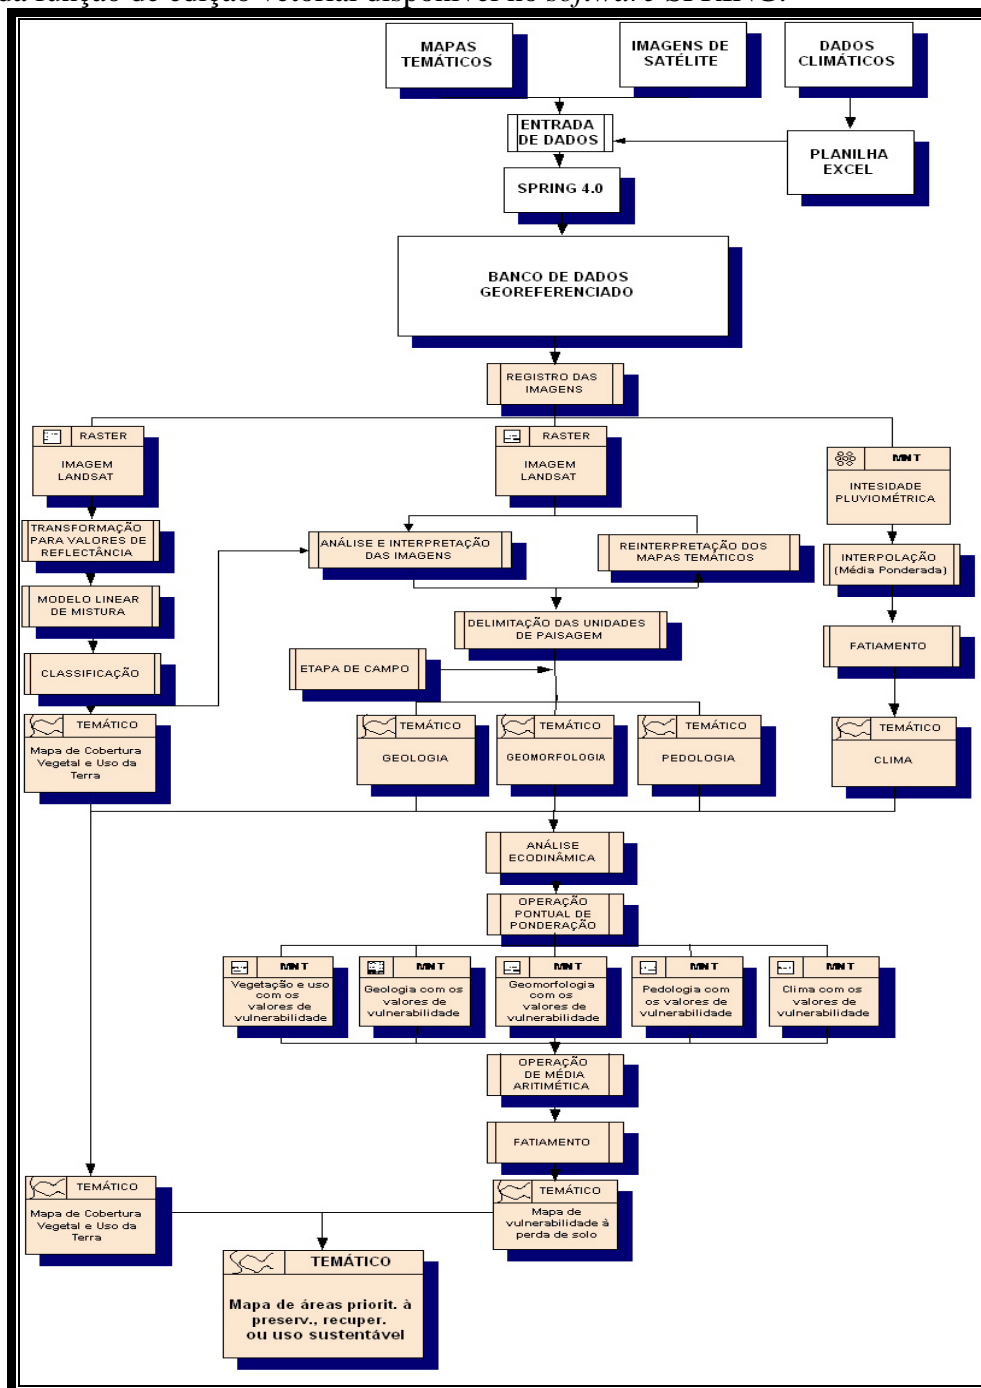 da função de edição vetorial disponível no software SPRING.
MAPAS
TEMÁTICOS
IMAGENS DE
SATÉLITE
DADOS
CLIMÁTICOS
ENTRADA
DE DADOS
PLANILHA
EXCEL
SPRING 4.0
BANCO DE DADOS
GEOREFERENCIADO
REGISTRO DAS
IMAGENS
RASTER
IMAGEM
LANDSAT
RASTER
IMAGEM
LANDSAT
MNT
INTESIDADE
PLUVIOMÉTRICA
TRANSFORMAÇÃO
PARA VALORES DE
REFLECTÂNCIA
ANÁLISE E INTERPRETAÇÃO
DAS IMAGENS
REINTERPRETAÇÃO DOS
MAPAS TEMÁTICOS
INTERPOLAÇÃO
(Média Ponderada)
MODELO LINEAR
DE MISTURA
DELIMITAÇÃO DAS UNIDADES
DE PAISAGEM
FATIAMENTO
CLASSIFICAÇÃO
ETAPA DE CAMPO
TEMÁTICO
Mapa de Cobertura
Vegetal e Uso da
Terra
TEMÁTICO
GEOLOGIA
TEMÁTICO
GEOMORFOLOGIA
TEMÁTICO
PEDOLOGIA
TEMÁTICO
CLIMA
ANÁLISE
ECODINÂMICA
OPERAÇÃO
PONTUAL DE
PONDERAÇÃO
MNT
Vegetação e uso
com os
valores de
vulnerabilidade
MNT
Geologia com os
valores de
vulnerabilidade
MNT
Geomorfologia
com os
valores de
vulnerabilidade
MNT
Pedologia com
os valores de
vulnerabilidade
MNT
Clima com os
valores de
vulnerabilidade
OPERAÇÃO
DE MÉDIA
ARITIMÉTICA
FATIAMENTO
TEMÁTICO
Mapa de Cobertura
Vegetal e Uso da
Terra
TEMÁTICO
Mapa de
vulnerabilidade à
perda de solo
TEMÁTICO
Mapa de áreas priorit. à
preserv., recuper.
ou uso sustentável